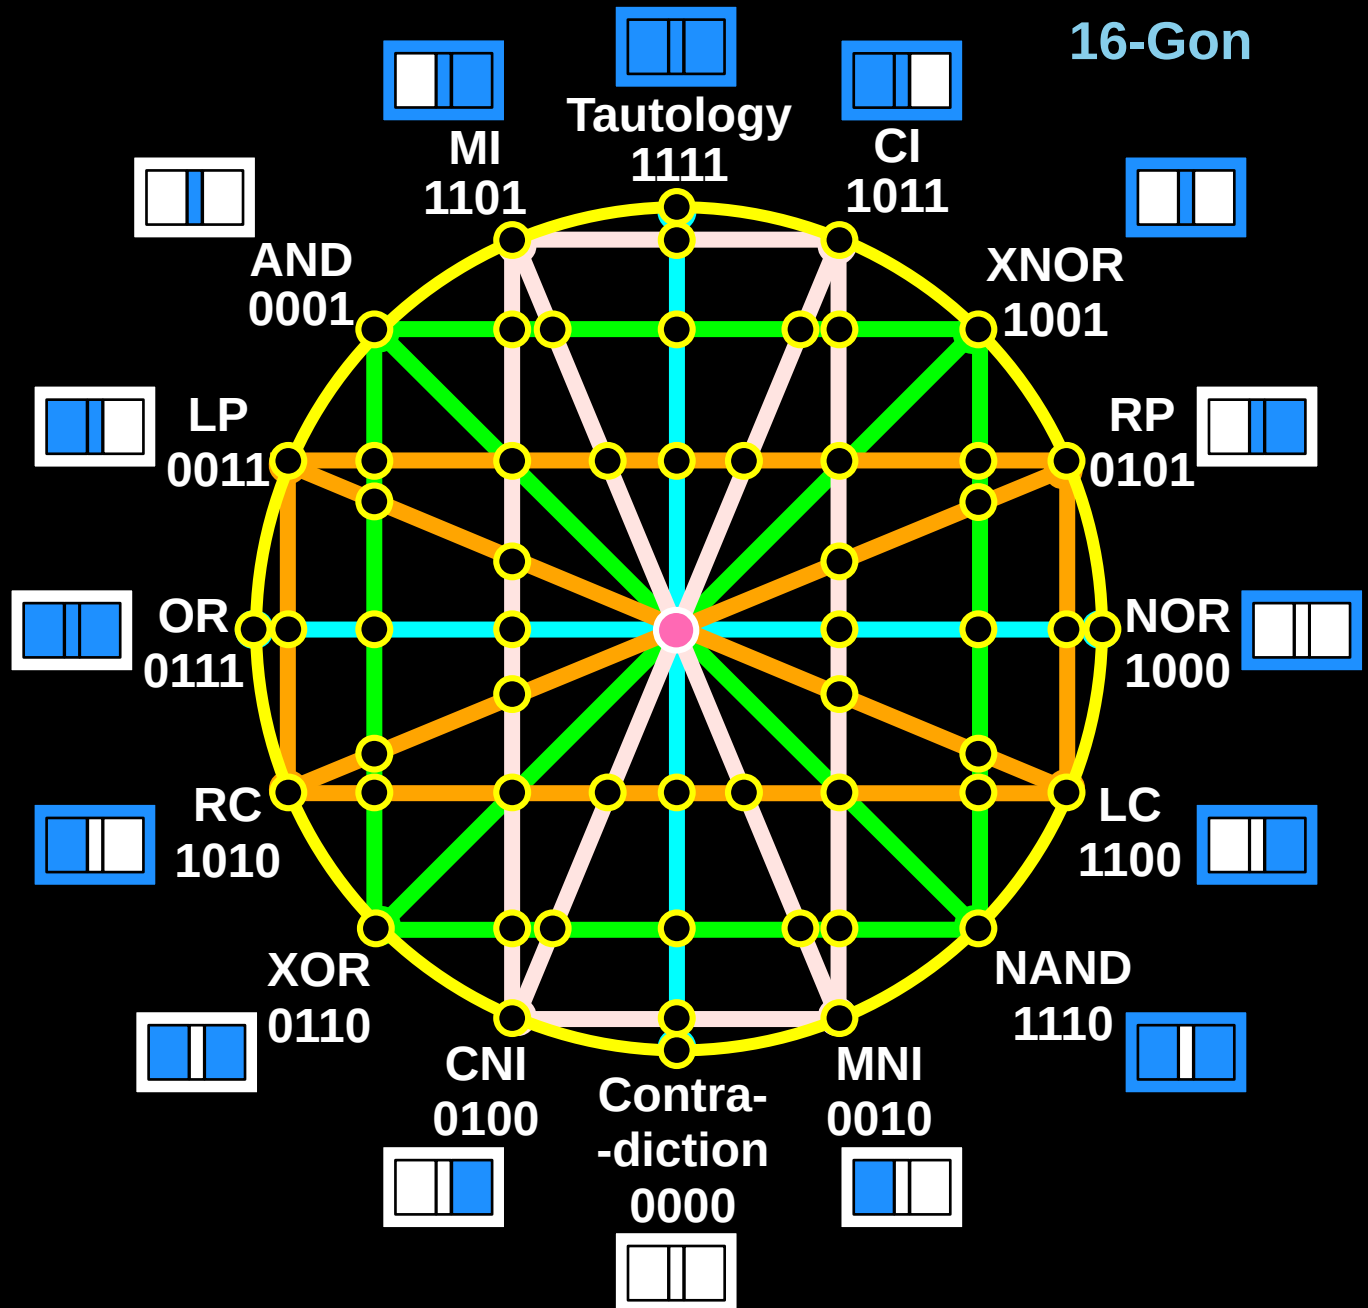 16-Gon
Tautology
1111
MI
1101
CI
1011
AND
0001
XNOR
1001
LP
0011
RP
0101
OR
0111
NOR
1000
RC
1010
LC
1100
XOR
0110
NAND
1110
CNI
0100
Contra-
-diction
0000
MNI
0010